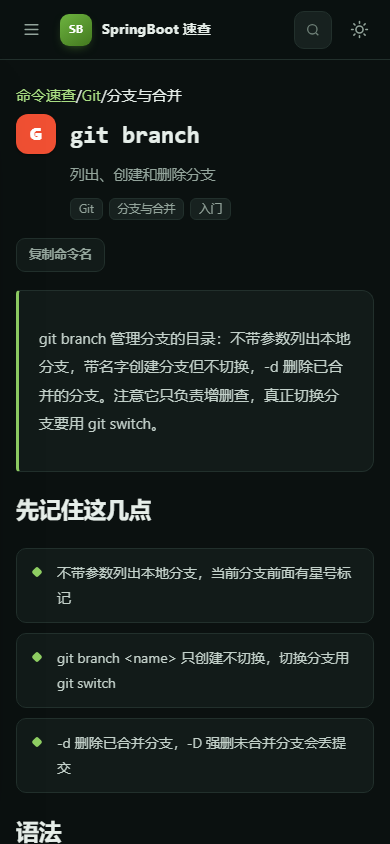 SB SpringBoot 速查
命令速查/Git/分支与合并
G git branch
列出、创建和删除分支
Git 分支与合并 入门
复制命令名
git branch 管理分支的目录：不带参数列出本地
分支，带名字创建分支但不切换，-d 删除已合
并的分支。注意它只负责增删查，真正切换分
支要用 git switch。
先记住这几点
不带参数列出本地分支，当前分支前面有星号标
记
git branch <name> 只创建不切换，切换分支用
git switch
-d 删除已合并分支，-D 强删未合并分支会丢提
交
语法